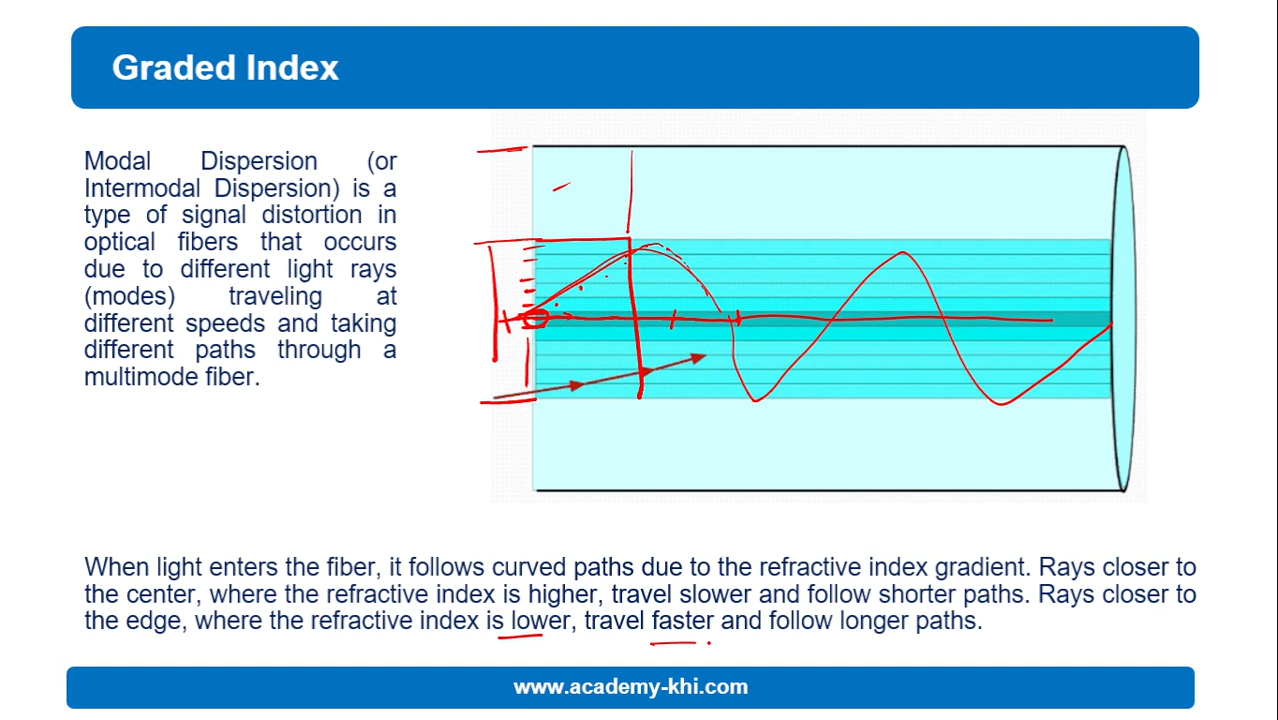 Graded Index
Modal Dispersion (or
Intermodal Dispersion) is a
type of signal distortion in
optical fibers that occurs
due to different light rays
(modes) traveling at
different speeds and taking
different paths through a
multimode fiber.
When light enters the fiber, it follows curved paths due to the refractive index gradient. Rays closer to
the center, where the refractive index is higher, travel slower and follow shorter paths. Rays closer to
the edge, where the refractive index is lower, travel faster and follow longer paths.
www.academy-khi.com